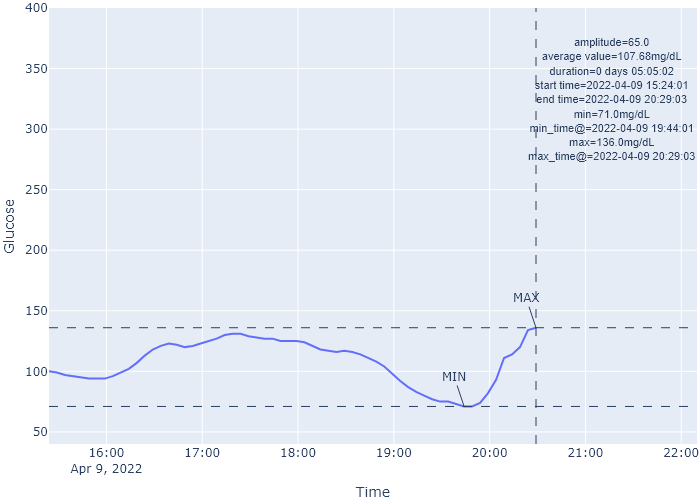 400
350
300
250
200
150
100
50
Glucose
amplitude=65.0
average value=107.68mg/dL
duration=0 days 05:05:02
start time=2022-04-09 15:24:01
end time=2022-04-09 20:29:03
min=71.0mg/dL
min_time@=2022-04-09 19:44:01
max=136.0mg/dL
max_time@=2022-04-09 20:29:03
MAX
MIN
16:00 17:00 18:00 19:00 20:00 21:00 22:00
Apr 9, 2022
Time